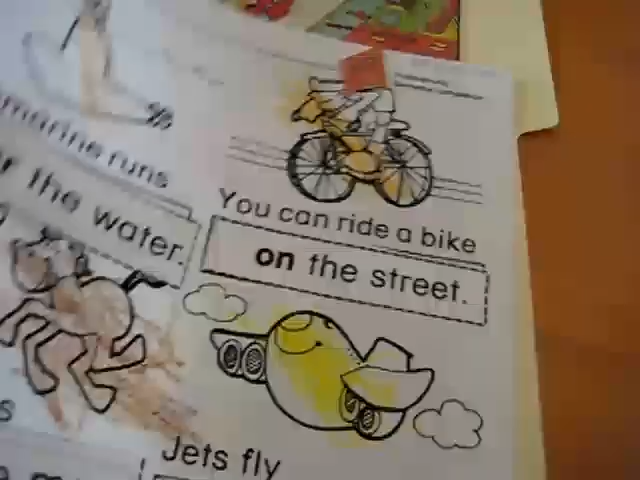 marine runs
the water.
You can ride a bike
on the street.
Jets fly